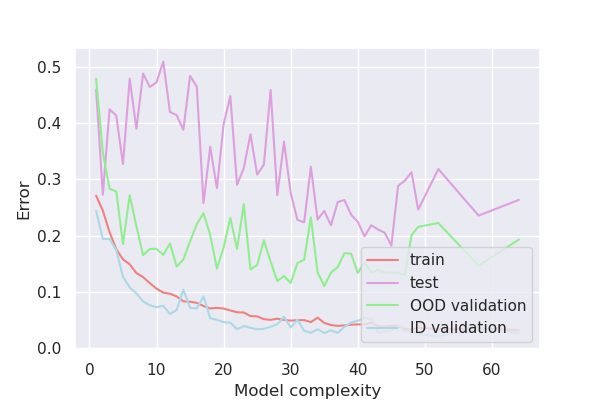 0.5
0.4
0.3
0.2
0.1
0.0
Error
0 10 20 30 40 50 60
Model complexity
train
test
OOD validation
ID validation